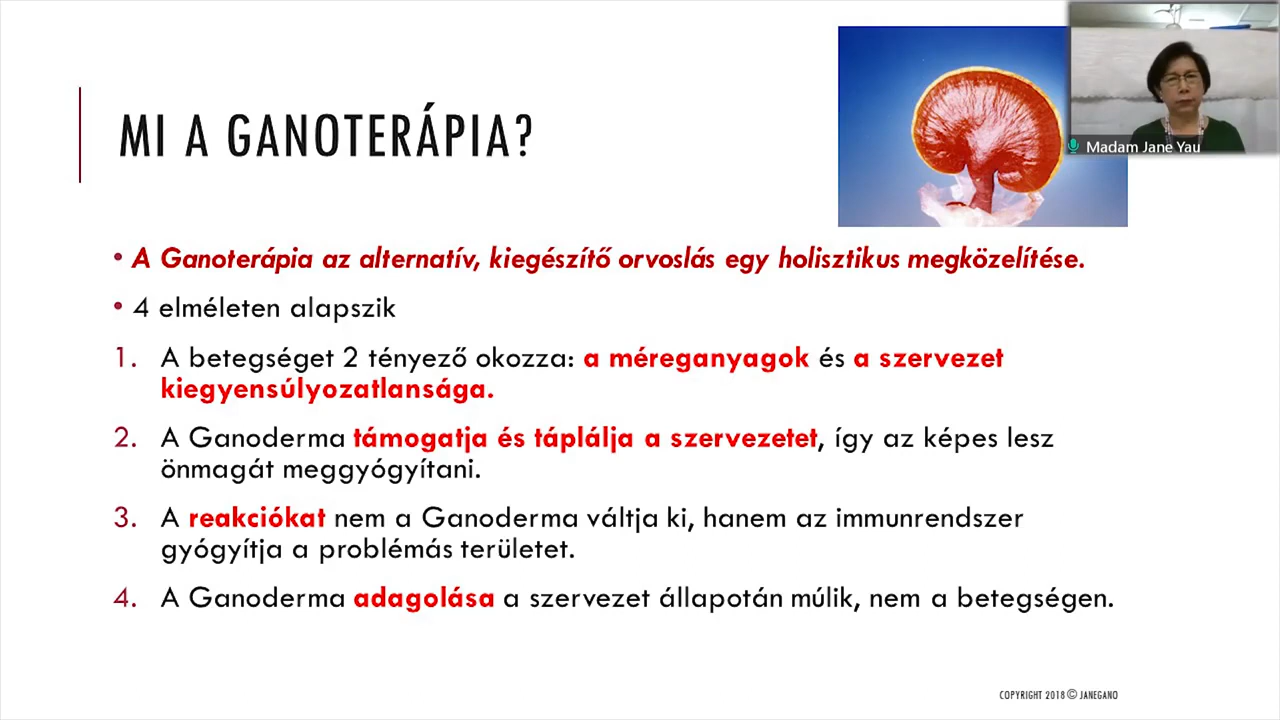 MI A GANOTERÁPIA?
Madam Jane Yau
• A Ganoterápia az alternatív, kiegészítő orvoslás egy holisztikus megközelítése.
• 4 elméleten alapszik
1. A betegséget 2 tényező okozza: a méreganyagok és a szervezet
kiegyensúlyozatlansága.
2. A Ganoderma támogatja és táplálja a szervezetet, így az képes lesz
önmagát meggyógyítani.
3. A reakciókat nem a Ganoderma váltja ki, hanem az immunrendszer
gyógyítja a problémás területet.
4. A Ganoderma adagolása a szervezet állapotán múlik, nem a betegségen.
COPYRIGHT 2018 © JANEGANO